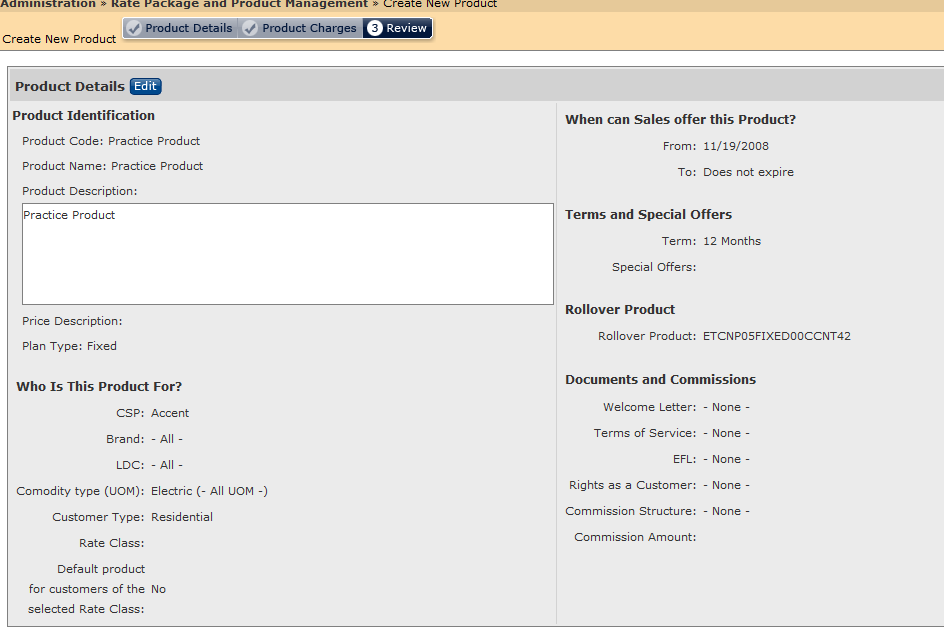 Administration » Rate Package and Product Management » Create New Product
Create New Product
Product Details
Product Charges
3 Review
Product Details Edit
Product Identification
Product Code: Practice Product
Product Name: Practice Product
Product Description:
Practice Product
Price Description:
Plan Type: Fixed
Who Is This Product For?
CSP: Accent
Brand: - All -
LDC: - All -
Comodity type (UOM): Electric (- All UOM -)
Customer Type: Residential
Rate Class:
Default product
for customers of the No
selected Rate Class:
When can Sales offer this Product?
From: 11/19/2008
To: Does not expire
Terms and Special Offers
Term: 12 Months
Special Offers:
Rollover Product
Rollover Product: ETCNP05FIXED00CCNT42
Documents and Commissions
Welcome Letter: - None -
Terms of Service: - None -
EFL: - None -
Rights as a Customer: - None -
Commission Structure: - None -
Commission Amount: